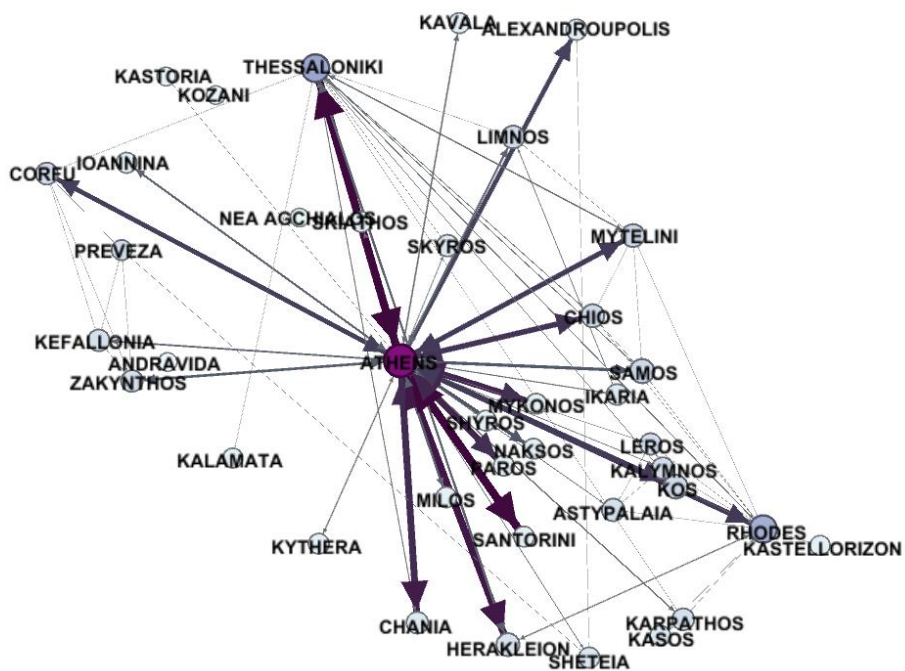 KAVALA
ALEXANDROUPOLIS
THESSALONIKI
KASTORIA
KOZANI
LIMNOS
IOANNINA
CORFU
NEA AGCHIALOS
SKIATHOS
SKYROS
MYTELINI
PREVEZA
CHIOS
KEFALLONIA
ANDRAVIDA
ATHENS
ZAKYNTHOS
SAMOS
IKARIA
MYKONOS
SHYROS
LEROS
NAKSOS
PAROS
KALAMATA
KALYMNOS
KOS
MILOS
ASTYPALAIA
RHODES
KYTHERA
SANTORINI
KASTELLORIZON
CHANIA
KARPATHOS
KASOS
HERAKLEION
SHETEIA